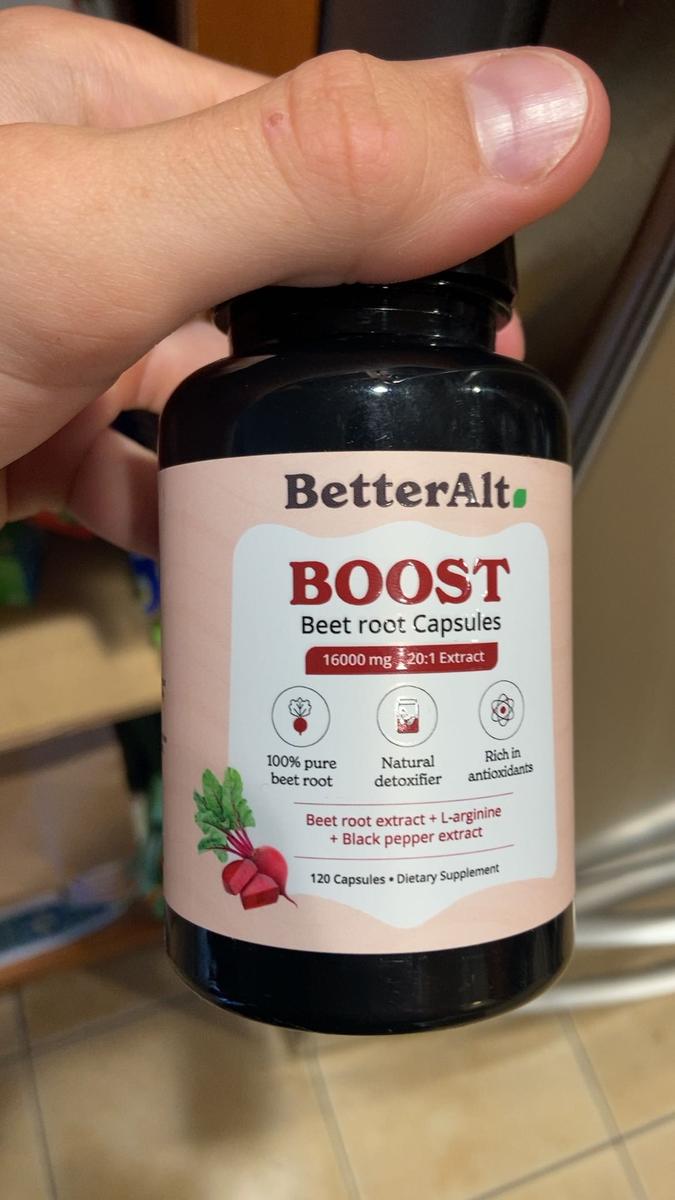 BetterAlt
BOOST
Beet root Capsules
16000 mg 20:1 Extract
100% pure
beet root
Natural
detoxifier
Rich in
antioxidants
Beet root extract + L-arginine
+ Black pepper extract
120 Capsules • Dietary Supplement